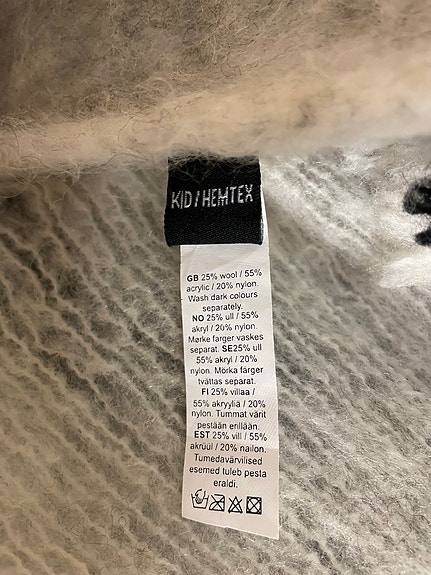 KID/HEMTEX
GB 25% wool / 55%
acrylic / 20% nylon.
Wash dark colours
separately.
NO 25% ull / 55%
akryl / 20% nylon.
Mørke farger vaskes
separat. SE25% ull
55% akryl / 20%
nylon. Mörka färger
tvättas separat.
FI 25% villaa /
55% akryyliä / 20%
nylon. Tummat värit
pestään erillään.
EST 25% vill / 55%
akrüül / 20% nailon.
Tumedavärvilised
esemed tuleb pesta
eraldi.